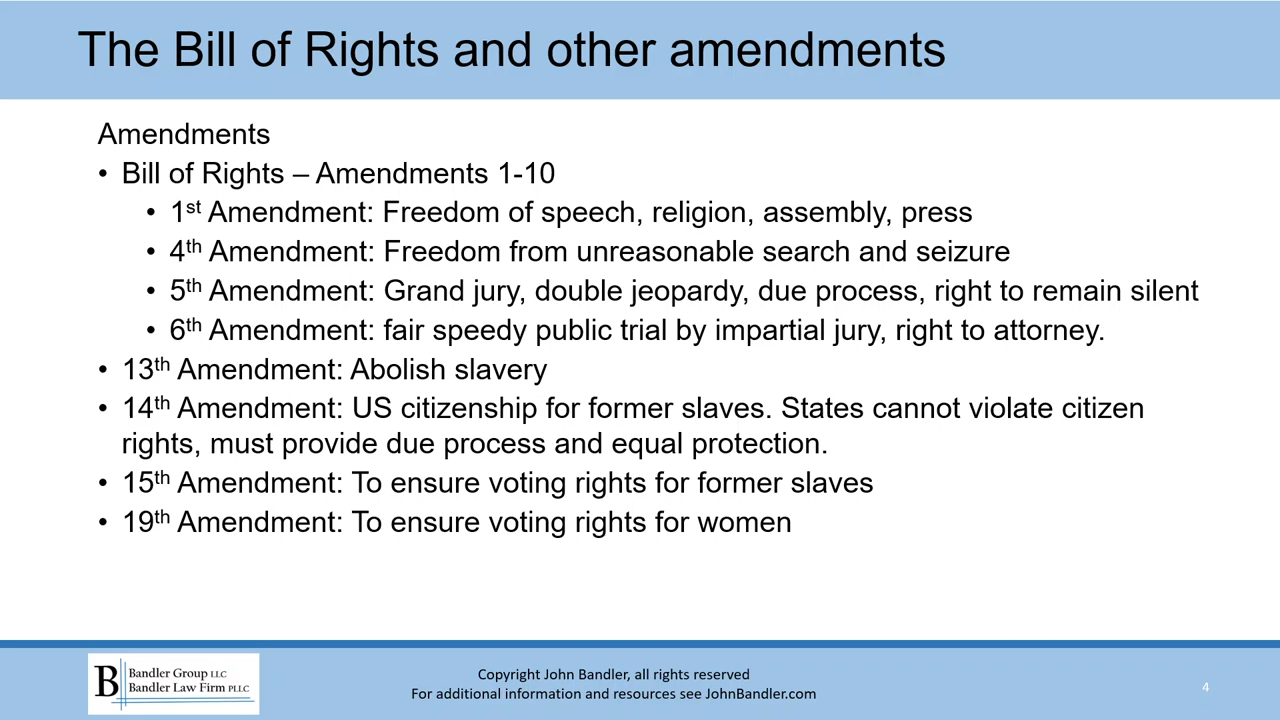 The Bill of Rights and other amendments
Amendments
• Bill of Rights – Amendments 1-10
• 1st Amendment: Freedom of speech, religion, assembly, press
• 4th Amendment: Freedom from unreasonable search and seizure
• 5th Amendment: Grand jury, double jeopardy, due process, right to remain silent
• 6th Amendment: fair speedy public trial by impartial jury, right to attorney.
• 13th Amendment: Abolish slavery
• 14th Amendment: US citizenship for former slaves. States cannot violate citizen
rights, must provide due process and equal protection.
• 15th Amendment: To ensure voting rights for former slaves
• 19th Amendment: To ensure voting rights for women
B
Bandler Group LLC
Bandler Law Firm PLLC
Copyright John Bandler, all rights reserved
For additional information and resources see JohnBandler.com
4